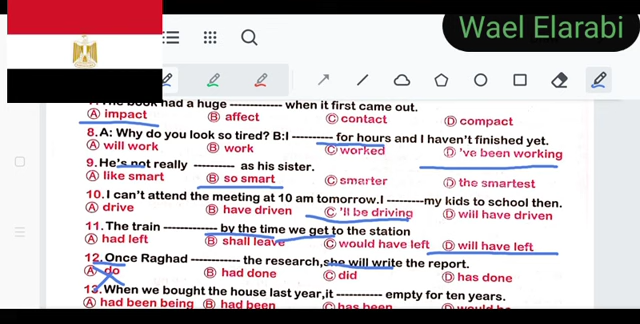 Wael Elarabi
7. The book had a huge ------------ when it first came out.
Ⓐ impact Ⓑ affect Ⓒ contact Ⓓ compact
8. A: Why do you look so tired? B:I ---------- for hours and I haven't finished yet.
Ⓐ will work Ⓑ work Ⓒ worked Ⓓ 've been working
9. He's not really ---------- as his sister.
Ⓐ like smart Ⓑ so smart Ⓒ smarter Ⓓ the smartest
10. I can't attend the meeting at 10 am tomorrow.I ---------my kids to school then.
Ⓐ drive Ⓑ have driven Ⓒ 'll be driving Ⓓ will have driven
11. The train ------------- by the time we get to the station
Ⓐ had left Ⓑ shall leave Ⓒ would have left Ⓓ will have left
12. Once Raghad ------------ the research,she will write the report.
Ⓐ do Ⓑ had done Ⓒ did Ⓓ has done
13. When we bought the house last year,it ----------- empty for ten years.
Ⓐ had been being Ⓑ had been Ⓒ has been Ⓓ would be